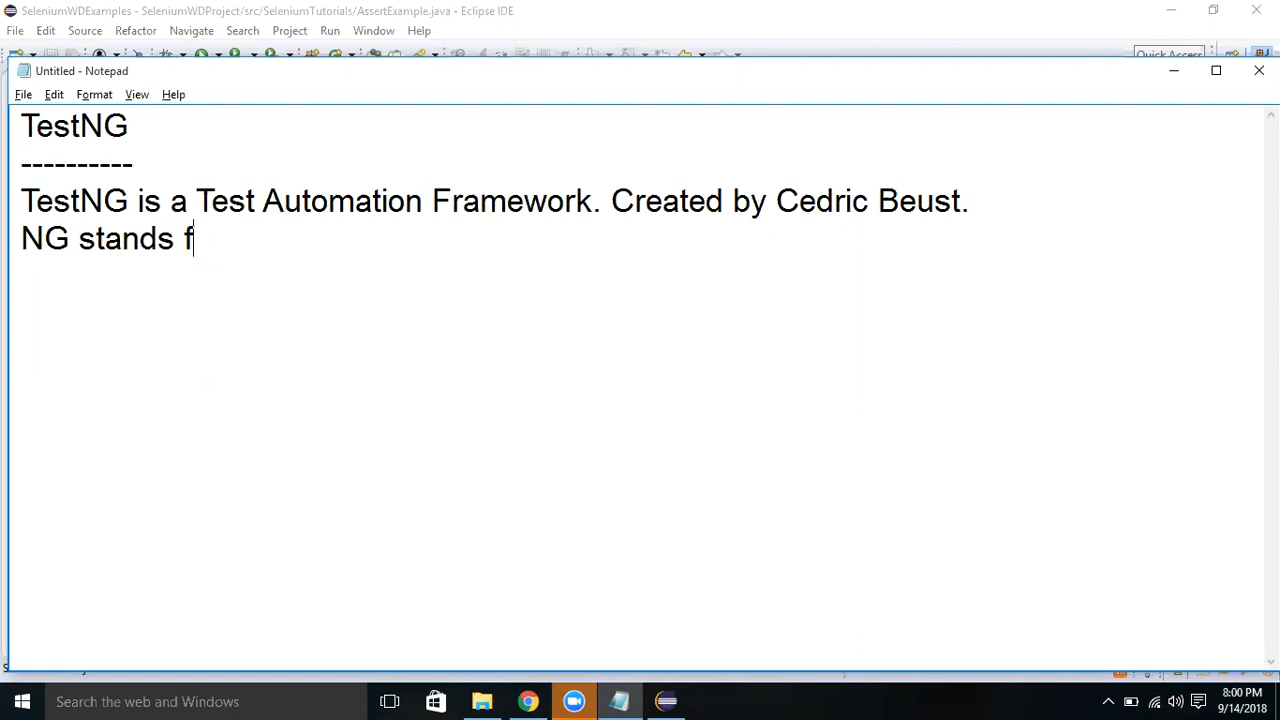 SeleniumWDExamples - SeleniumWDProject/src/SeleniumTutorials/AssertExample.java - Eclipse IDE
File Edit Source Refactor Navigate Search Project Run Window Help
Quick Access
Untitled - Notepad
File Edit Format View Help
TestNG
----------
TestNG is a Test Automation Framework. Created by Cedric Beust.
NG stands f
Search the web and Windows
8:00 PM
9/14/2018